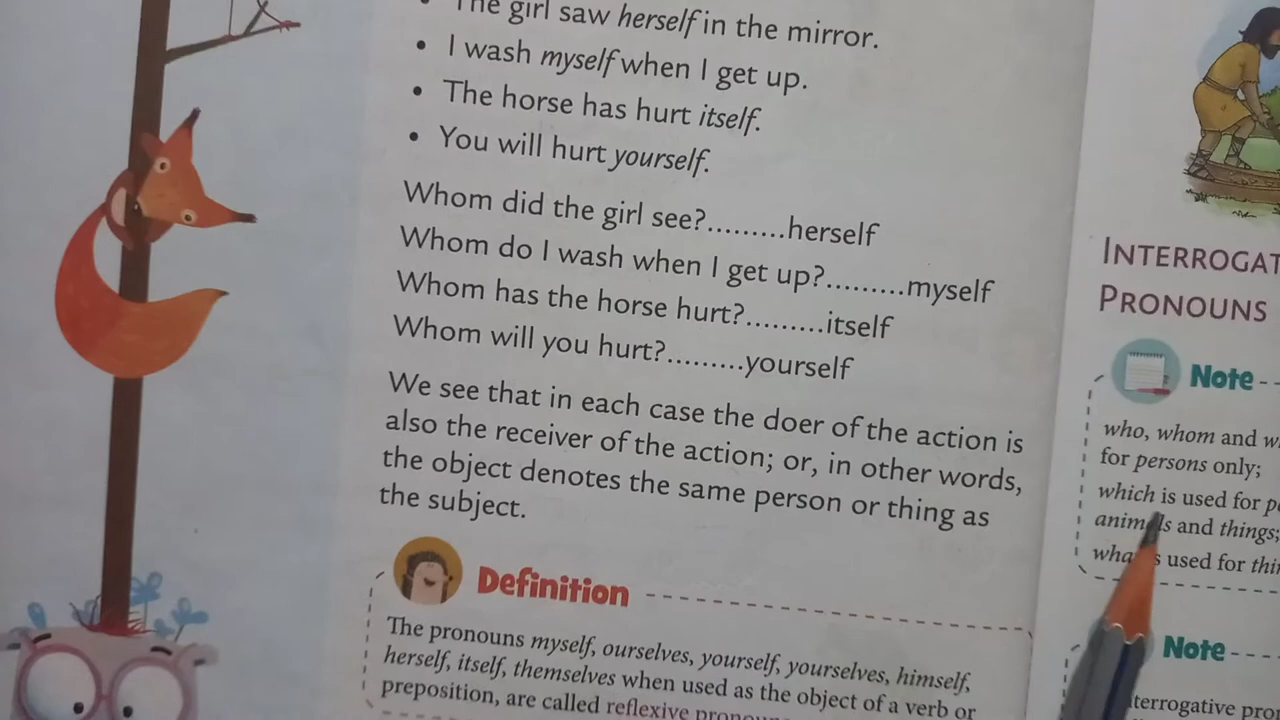 The girl saw herself in the mirror.
• I wash myself when I get up.
• The horse has hurt itself.
• You will hurt yourself.
Whom did the girl see?.........herself
Whom do I wash when I get up?.........myself
Whom has the horse hurt?.........itself
Whom will you hurt?.........yourself
We see that in each case the doer of the action is
also the receiver of the action; or, in other words,
the object denotes the same person or thing as
the subject.
Definition
The pronouns myself, ourselves, yourself, yourselves, himself,
herself, itself, themselves when used as the object of a verb or
preposition, are called reflexive
INTERROGAT
PRONOUNS
Note
who, whom and
for persons only;
which is used for
and things;
used for
Note